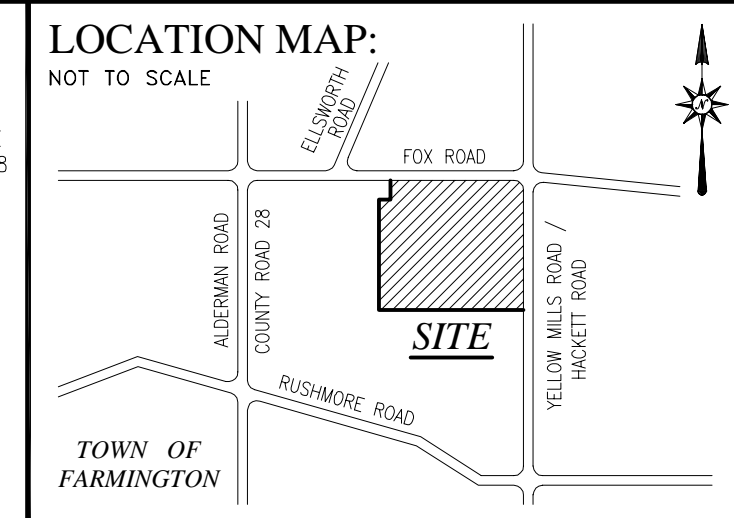 LOCATION MAP:
NOT TO SCALE
8
ELLSWORTH
ROAD
N
FOX ROAD
ALDERMAN ROAD
COUNTY ROAD 28
SITE
YELLOW MILLS ROAD /
HACKETT ROAD
RUSHMORE ROAD
TOWN OF
FARMINGTON